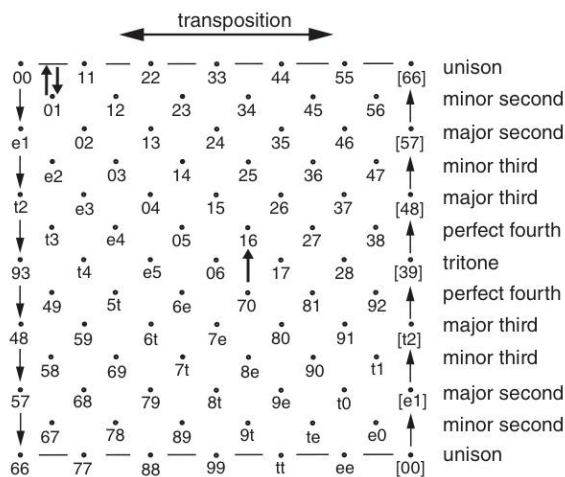 transposition
00 11 22 33 44 55 [66] unison
01 12 23 34 45 56 minor second
e1 02 13 24 35 46 [57] major second
e2 03 14 25 36 47 minor third
t2 e3 04 15 26 37 [48] major third
t3 e4 05 16 27 38 perfect fourth
93 t4 e5 06 17 28 [39] tritone
49 5t 6e 70 81 92 perfect fourth
48 59 6t 7e 80 91 [t2] major third
58 69 7t 8e 90 t1 minor third
57 68 79 8t 9e t0 [e1] major second
67 78 89 9t te e0 minor second
66 77 88 99 tt ee [00] unison